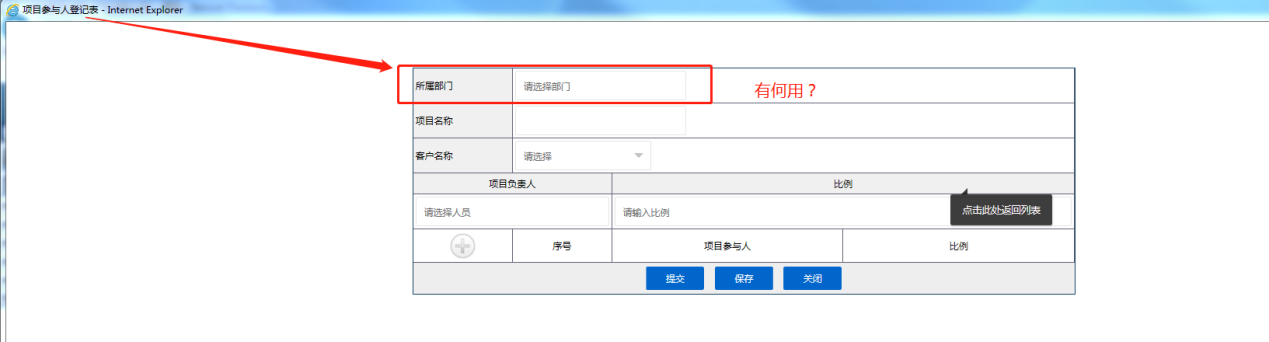 项目参与人登记表 - Internet Explorer
所属部门 请选择部门 有何用？
项目名称
客户名称 请选择
项目负责人 比例
请选择人员 请输入比例 点击此处返回列表
序号 项目参与人 比例
提交 保存 关闭